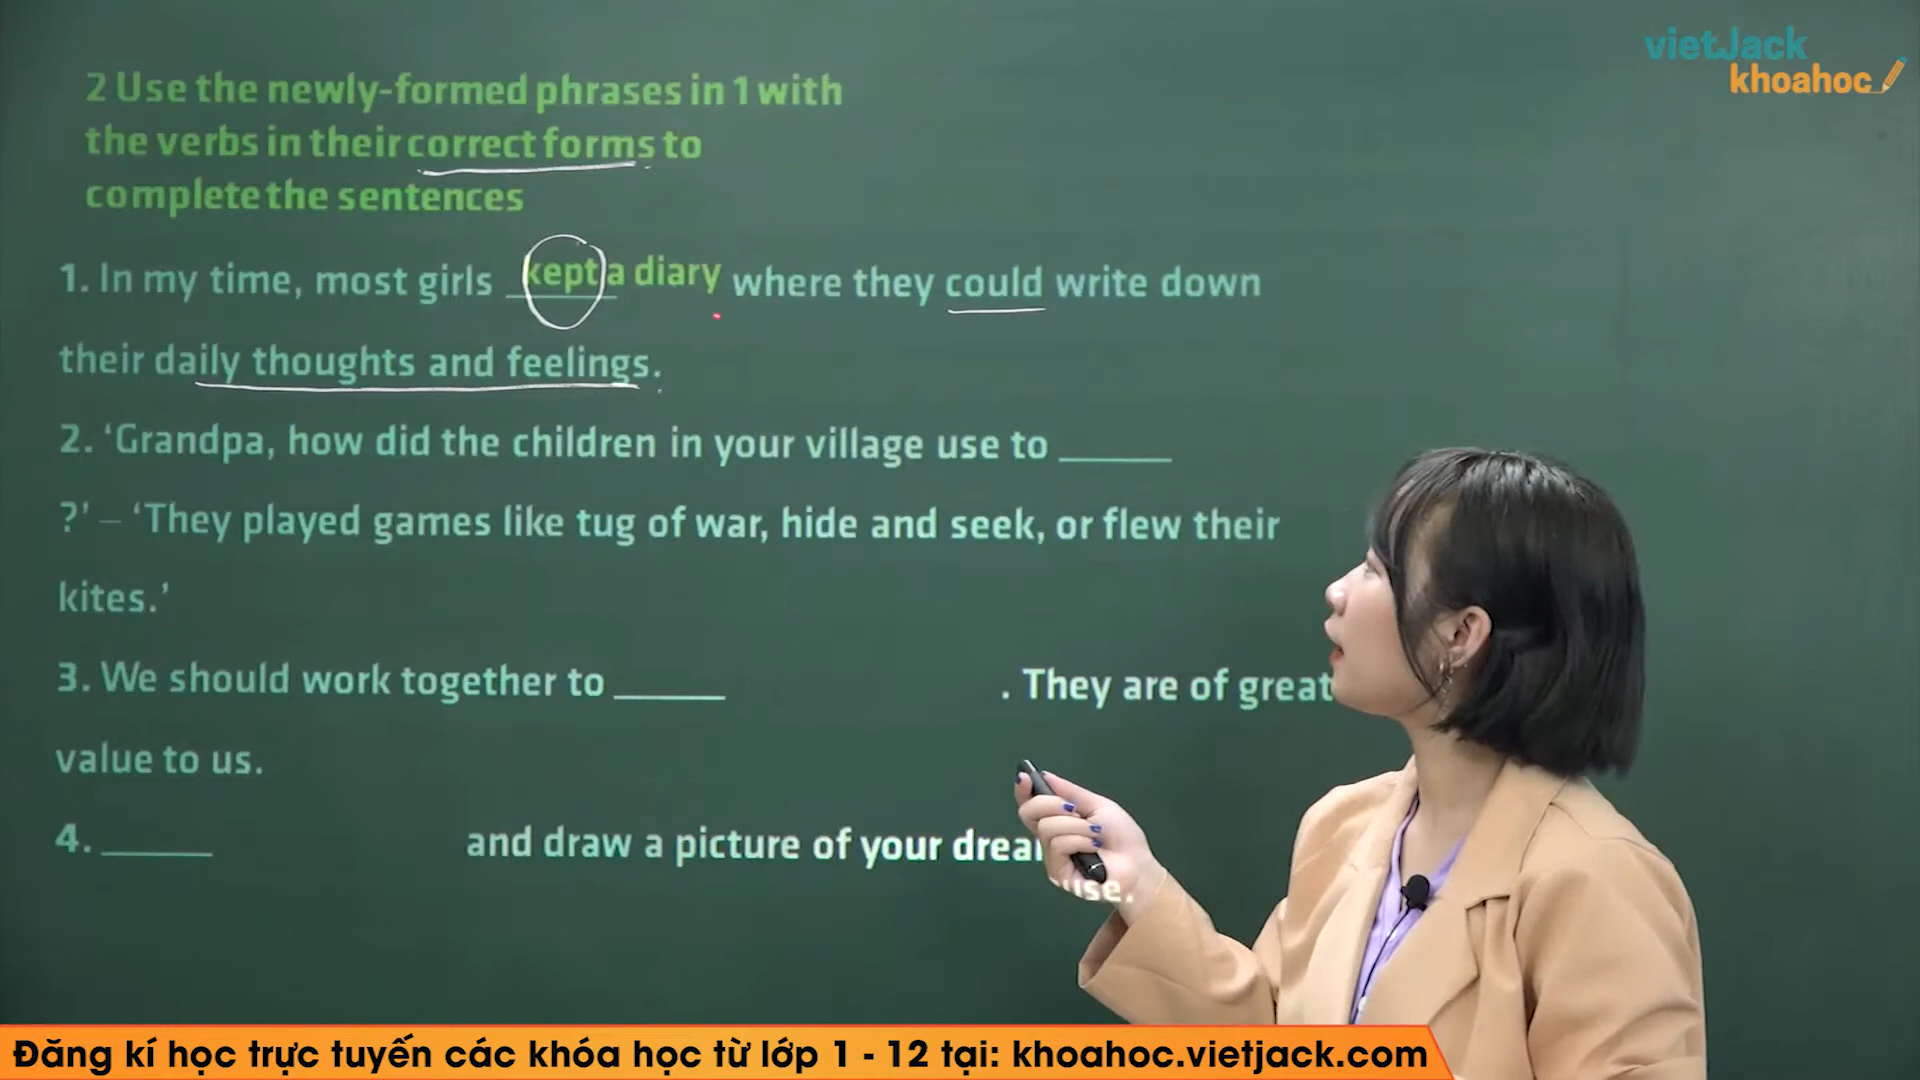 vietJack
khoahoc
2 Use the newly-formed phrases in 1 with
the verbs in their correct forms to
complete the sentences
1. In my time, most girls kept a diary where they could write down
their daily thoughts and feelings.
2. ‘Grandpa, how did the children in your village use to ______
?’ – ‘They played games like tug of war, hide and seek, or flew their
kites.’
3. We should work together to ______ . They are of great
value to us.
4. ______ and draw a picture of your
Đăng kí học trực tuyến các khóa học từ lớp 1 - 12 tại: khoahoc.vietjack.com